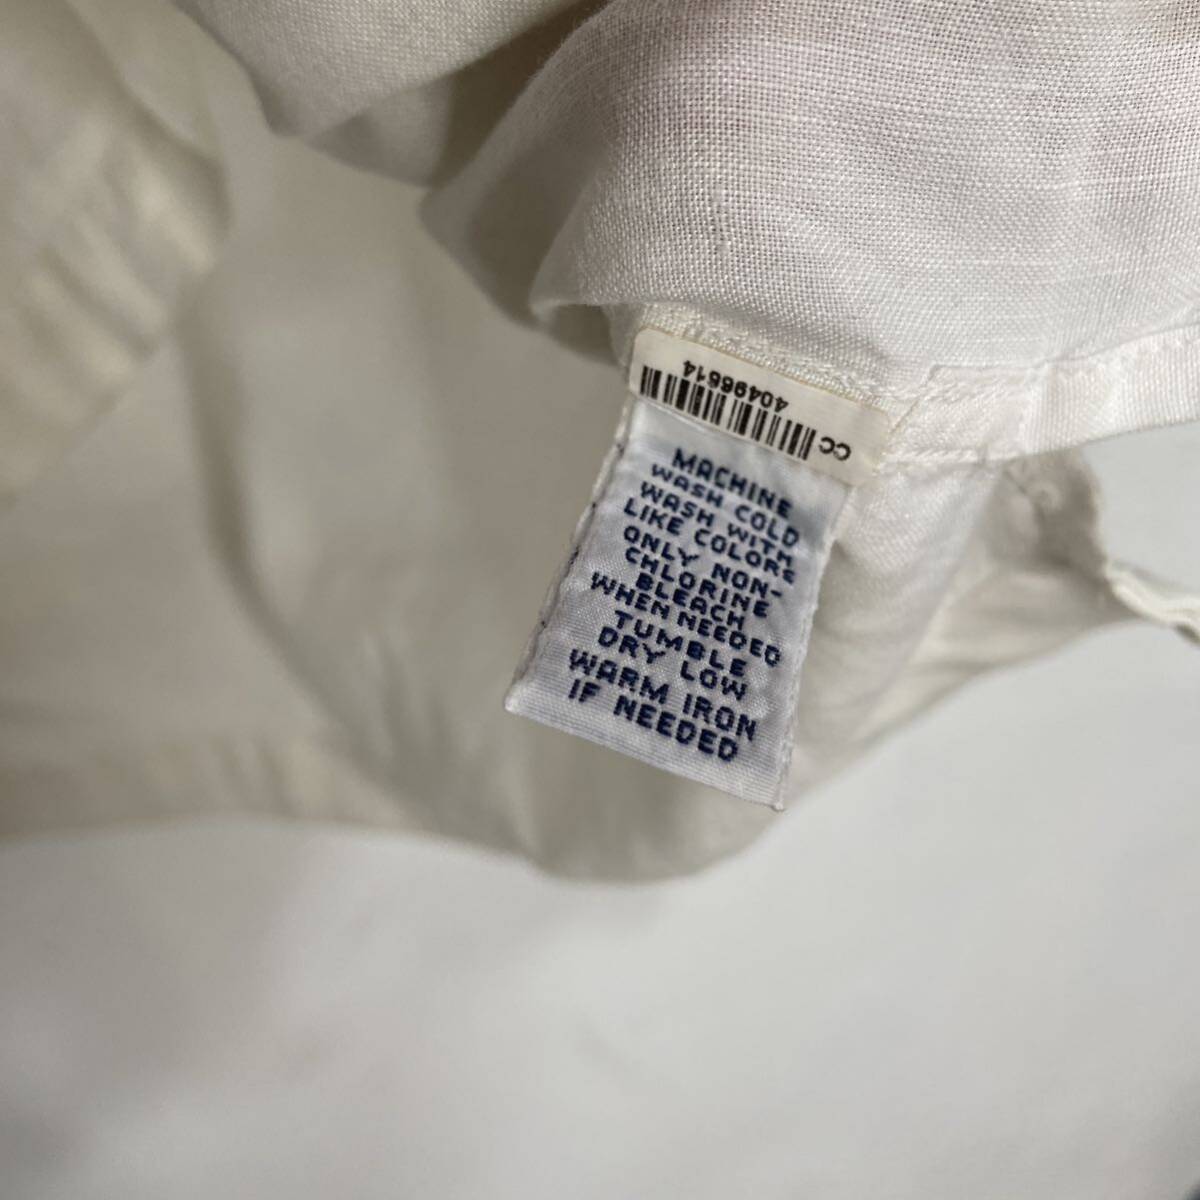 40496614
CC
MACHINE
WASH COLD
WASH WITH
LIKE COLORS
ONLY NON-
CHLORINE
BLEACH
WHEN NEEDED
TUMBLE
DRY LOW
WARM IRON
IF NEEDED